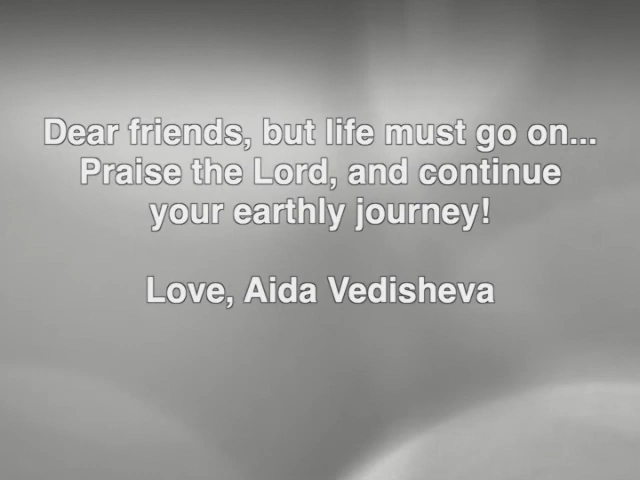 Dear friends, but life must go on...
Praise the Lord, and continue
your earthly journey!
Love, Aida Vedisheva